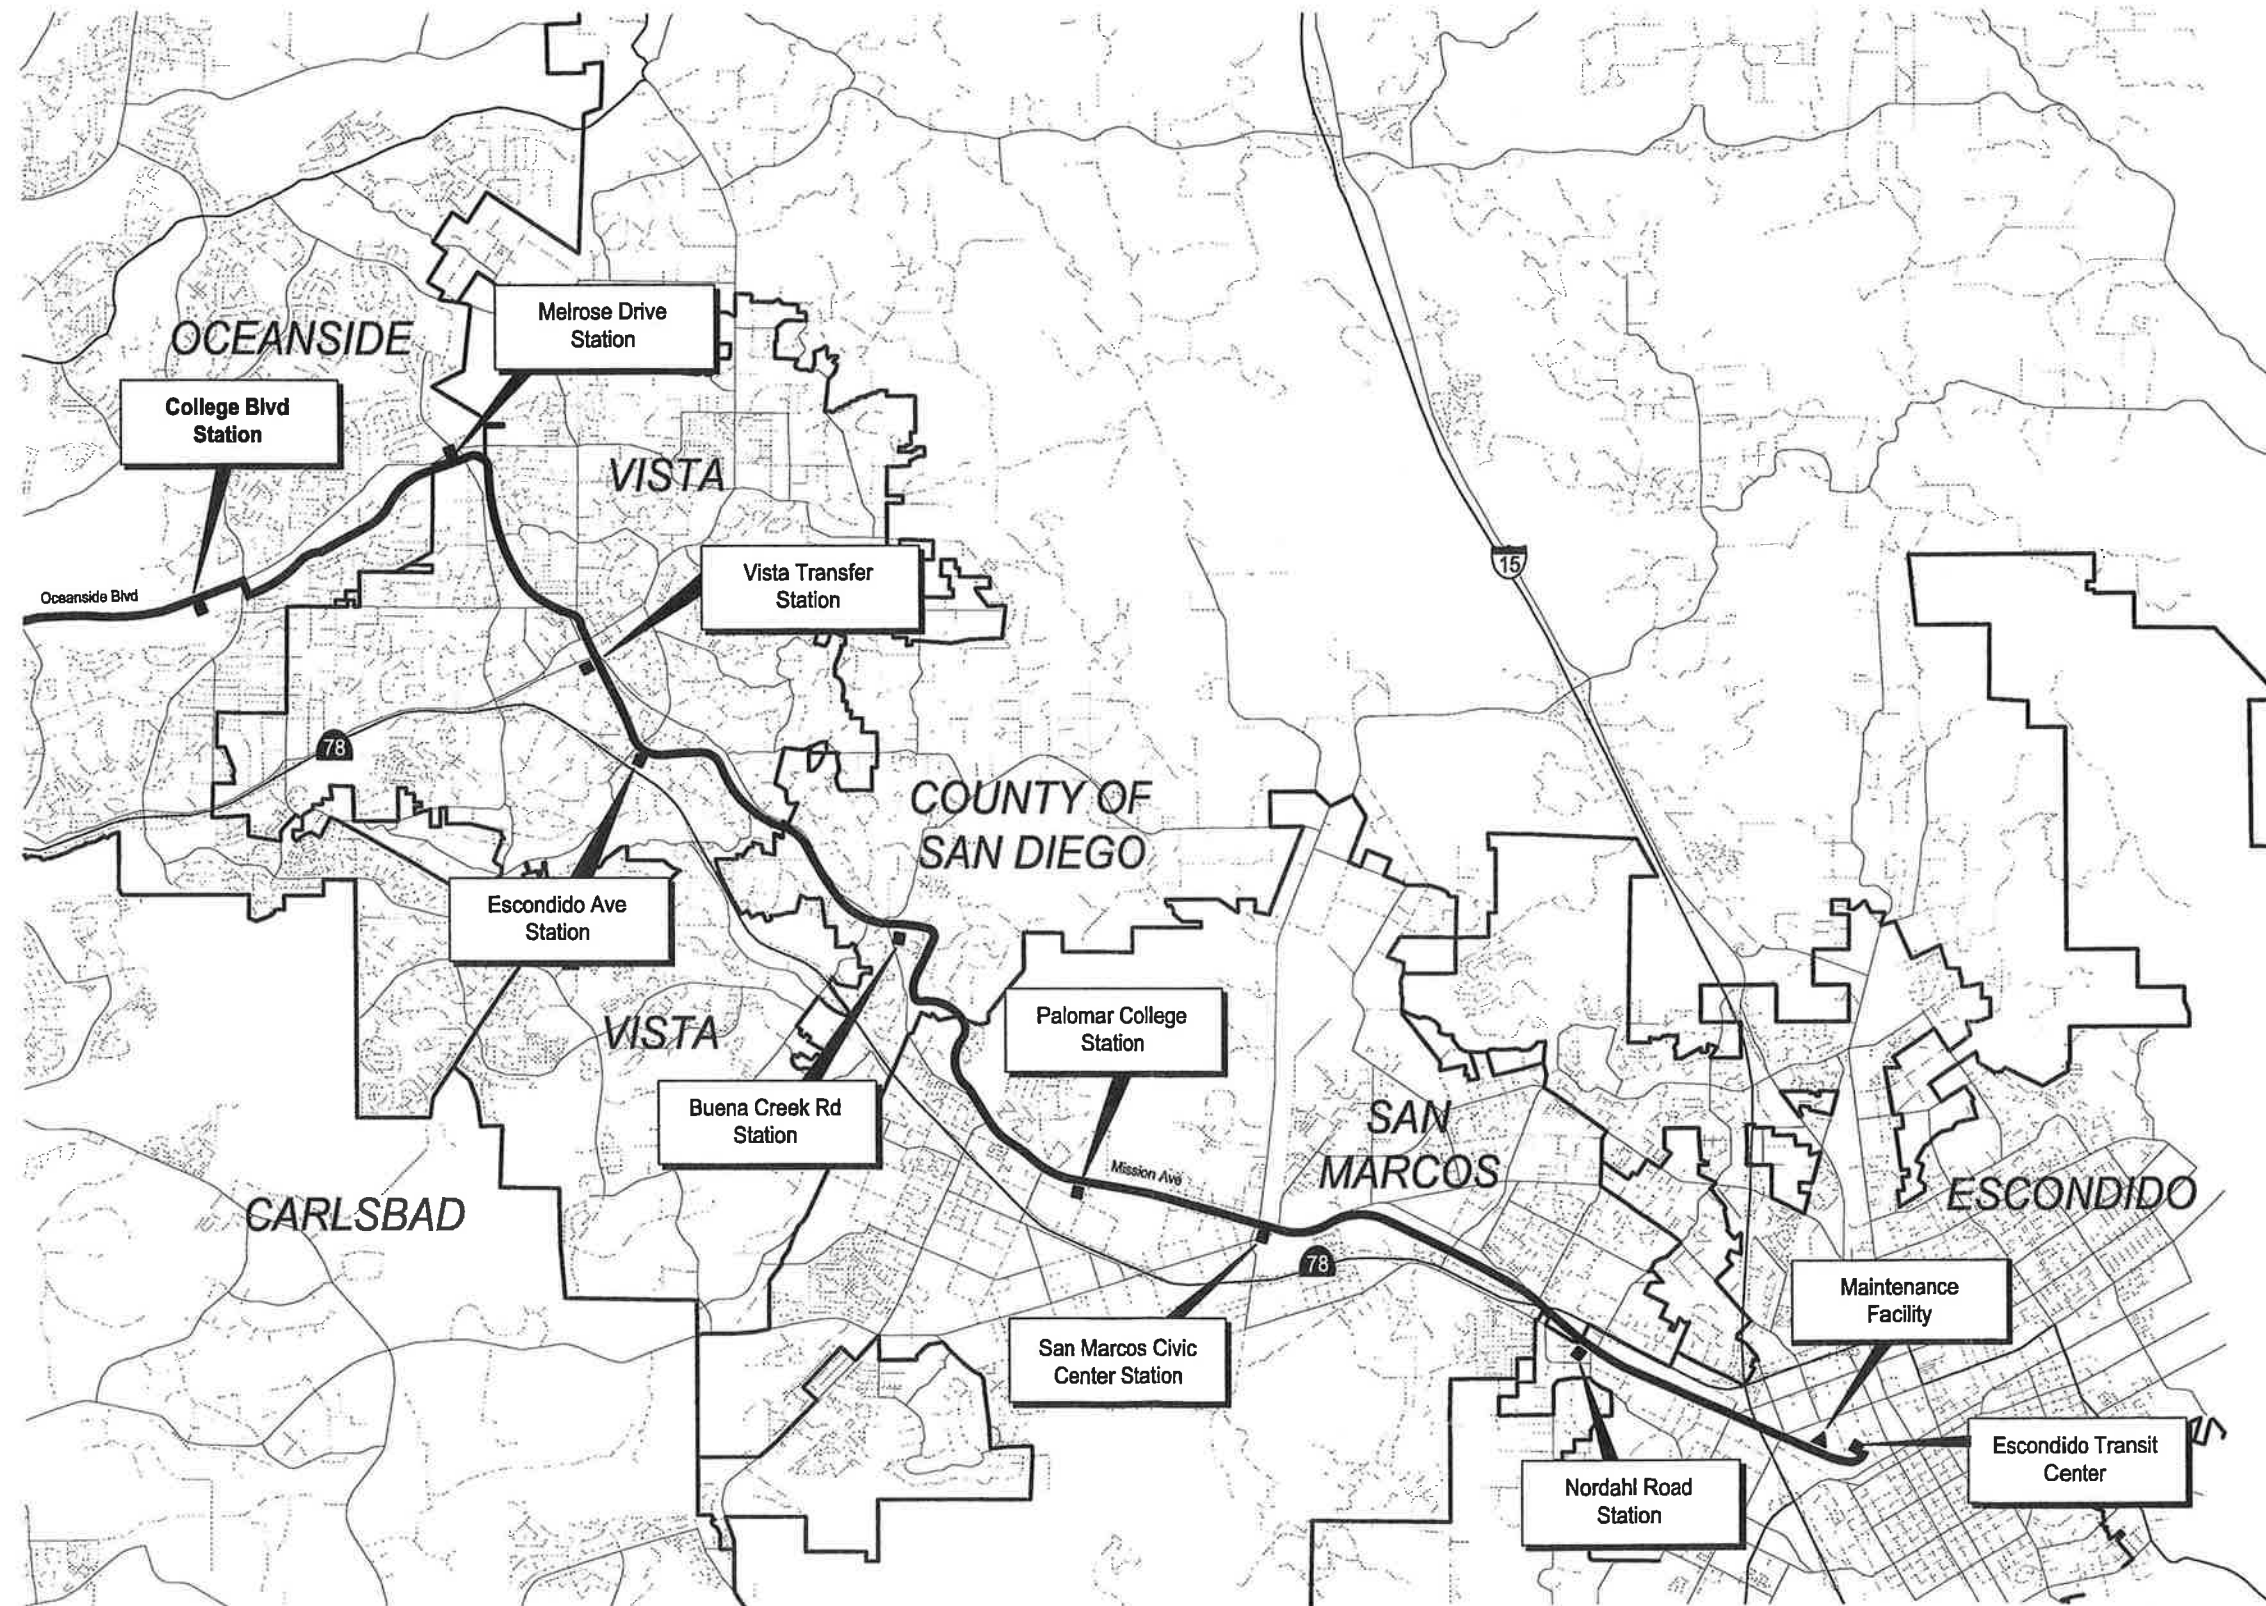 Melrose Drive
Station
OCEANSIDE
College Blvd
Station
VISTA
Vista Transfer
Station
15
Oceanside Blvd
78
COUNTY OF
SAN DIEGO
Escondido Ave
Station
VISTA
Palomar College
Station
Buena Creek Rd
Station
SAN
MARCOS
Mission Ave
ESCONDIDO
CARLSBAD
78
Maintenance
Facility
San Marcos Civic
Center Station
Escondido Transit
Center
Nordahl Road
Station